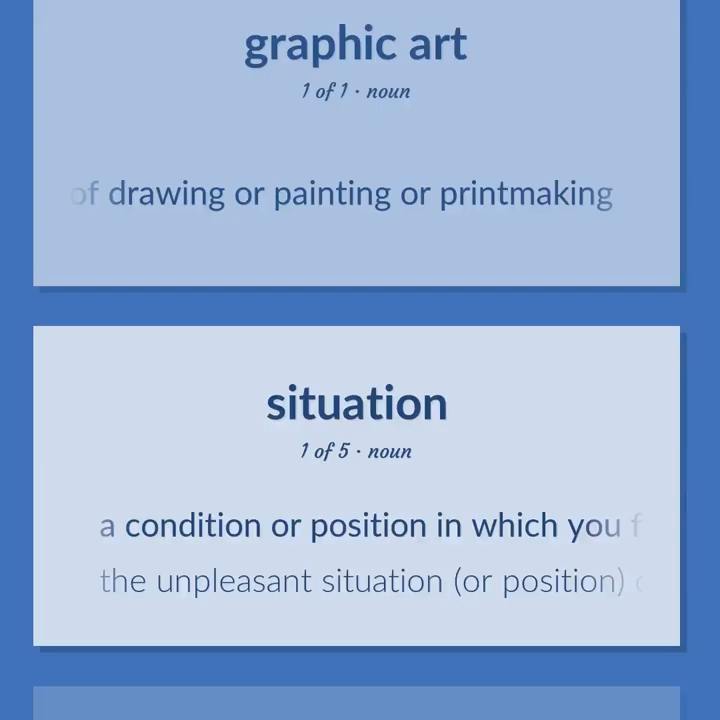 graphic art
1 of 1 · noun
of drawing or painting or printmaking
situation
1 of 5 · noun
a condition or position in which you
the unpleasant situation (or position)